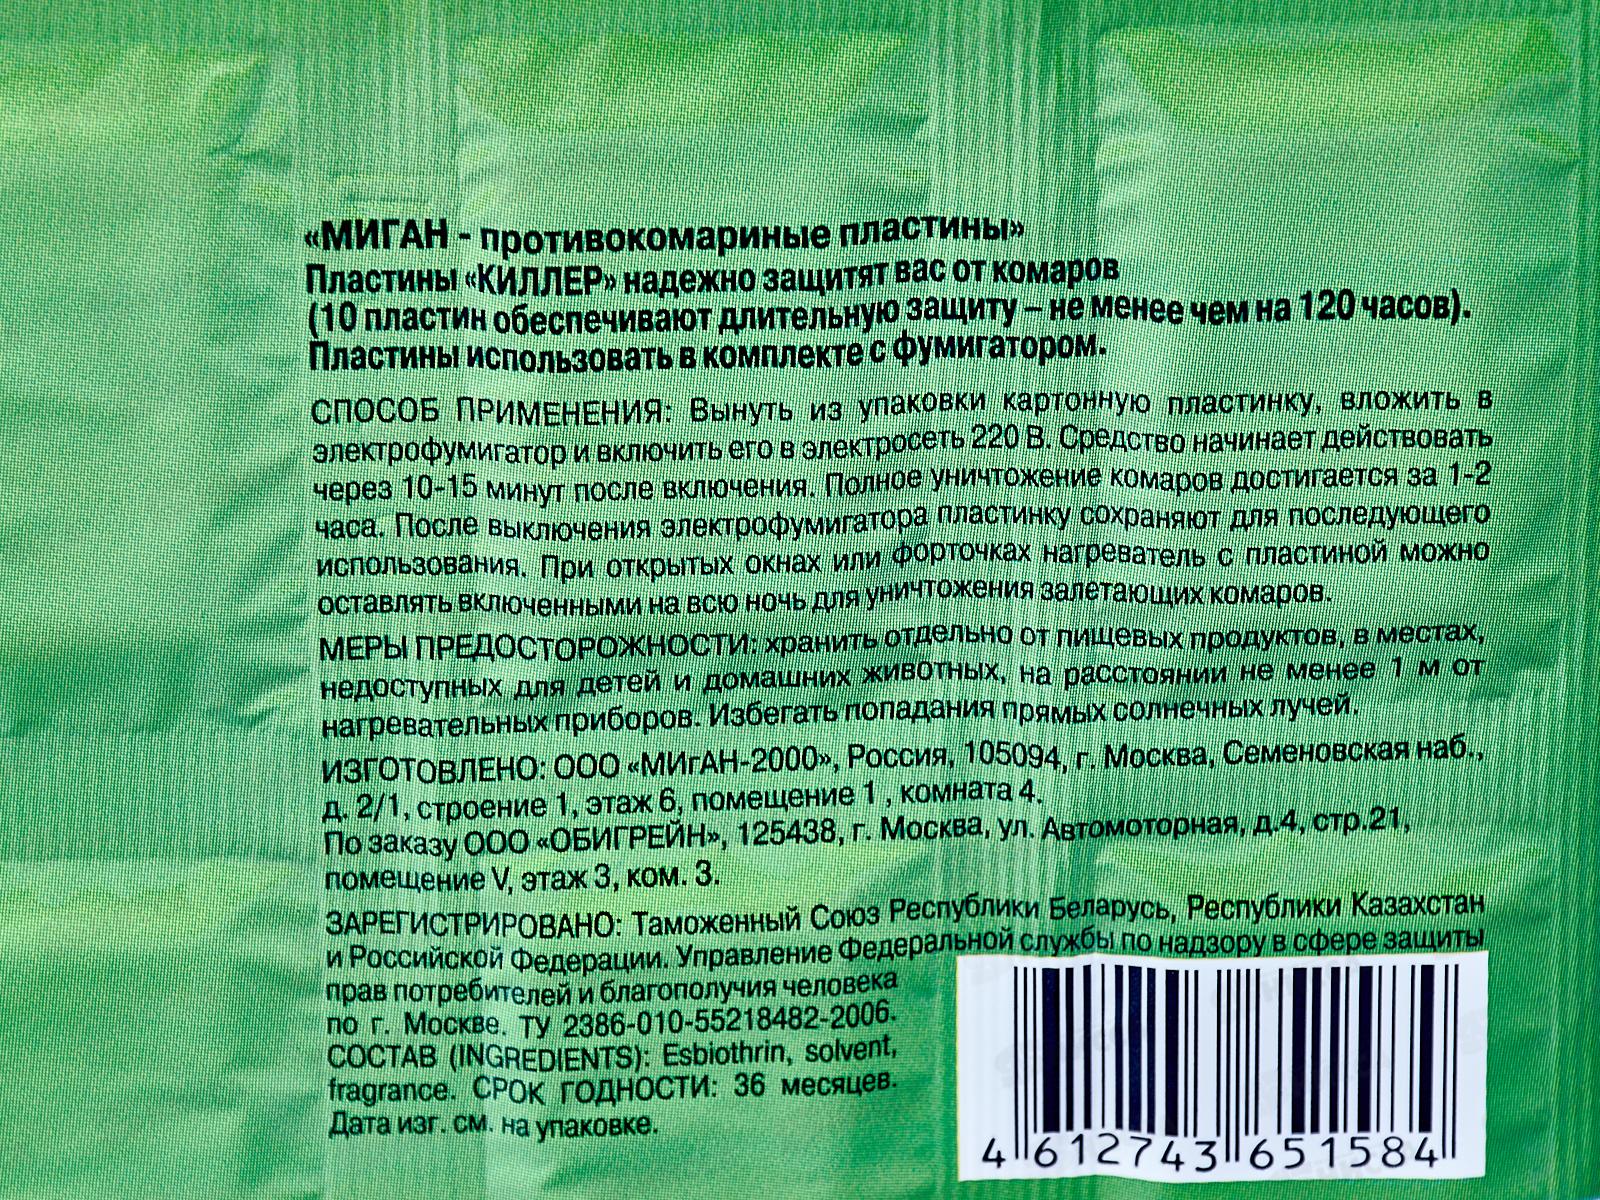 «МИГАН - противокомариные пластины»
Пластины «КИЛЛЕР» надежно защитят вас от комаров
(10 пластин обеспечивают длительную защиту – не менее чем на 120 часов).
Пластины использовать в комплекте с фумигатором.
СПОСОБ ПРИМЕНЕНИЯ: Вынуть из упаковки картонную пластинку, вложить в
электрофумигатор и включить его в электросеть 220 В. Средство начинает действовать
через 10-15 минут после включения. Полное уничтожение комаров достигается за 1-2
часа. После выключения электрофумигатора пластинку сохраняют для последующего
использования. При открытых окнах или форточках нагреватель с пластиной можно
оставлять включенными на всю ночь для уничтожения залетающих комаров.
МЕРЫ ПРЕДОСТОРОЖНОСТИ: хранить отдельно от пищевых продуктов, в местах,
недоступных для детей и домашних животных, на расстоянии не менее 1 м от
нагревательных приборов. Избегать попадания прямых солнечных лучей.
ИЗГОТОВЛЕНО: ООО «МИгАН-2000», Россия, 105094, г. Москва, Семеновская наб.,
д. 2/1, строение 1, этаж 6, помещение 1 , комната 4.
По заказу ООО «ОБИГРЕЙН», 125438, г. Москва, ул. Автомоторная, д.4, стр.21,
помещение V, этаж 3, ком. 3.
ЗАРЕГИСТРИРОВАНО: Таможенный Союз Республики Беларусь, Республики Казахстан
и Российской Федерации. Управление Федеральной службы по надзору в сфере защиты
прав потребителей и благополучия человека
по г. Москве. ТУ 2386-010-55218482-2006.
СОСТАВ (INGREDIENTS): Esbiothrin, solvent,
fragrance. СРОК ГОДНОСТИ: 36 месяцев.
Дата изг. см. на упаковке.
4 612743 651584